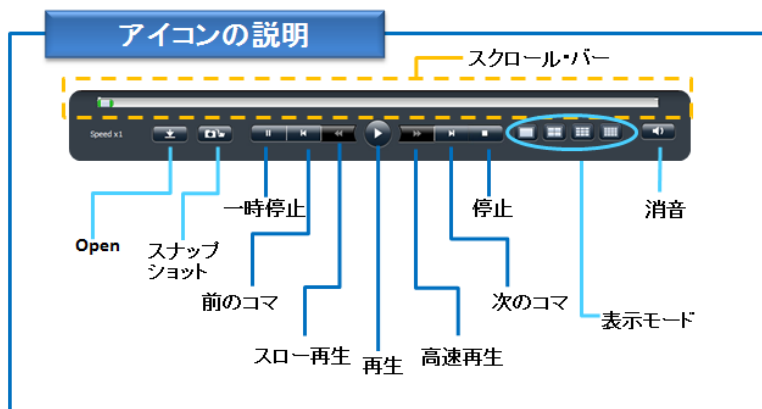 アイコンの説明
スクロール・バー
Speed x1
一時停止
停止
消音
Open
スナップ
ショット
前のコマ
次のコマ
表示モード
スロー再生
再生
高速再生